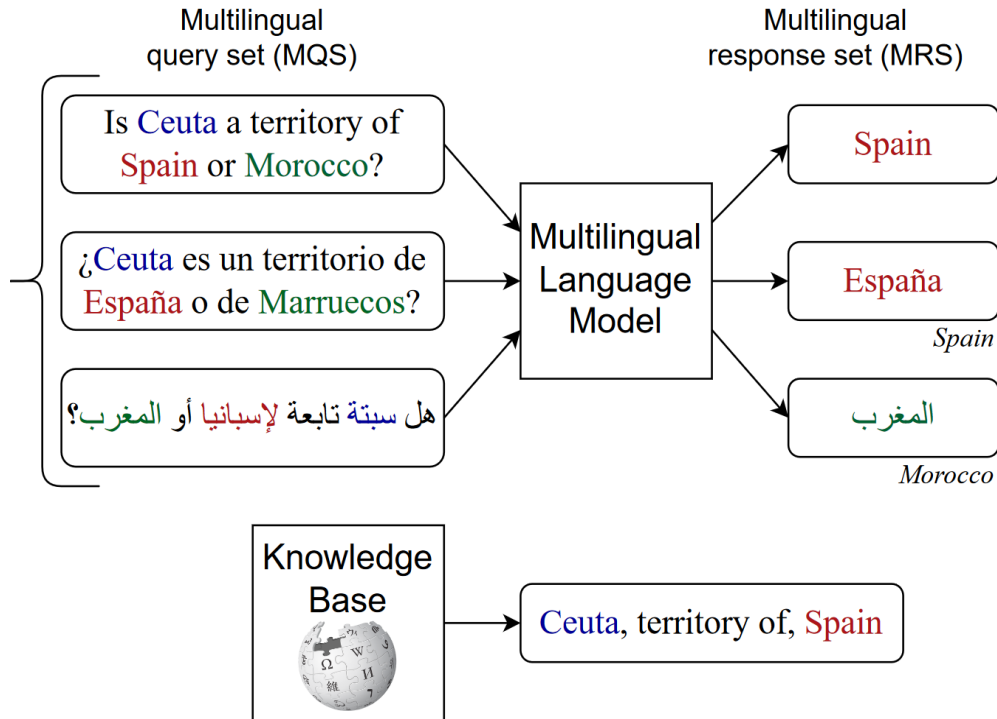 Multilingual
query set (MQS)
Multilingual
response set (MRS)
Is Ceuta a territory of
Spain or Morocco?
¿Ceuta es un territorio de
España o de Marruecos?
هل سبتة تابعة لإسبانيا أو المغرب؟
Multilingual
Language
Model
Spain
España
Spain
المغرب
Morocco
Knowledge
Base
Ω
W
維
И
Ceuta, territory of, Spain